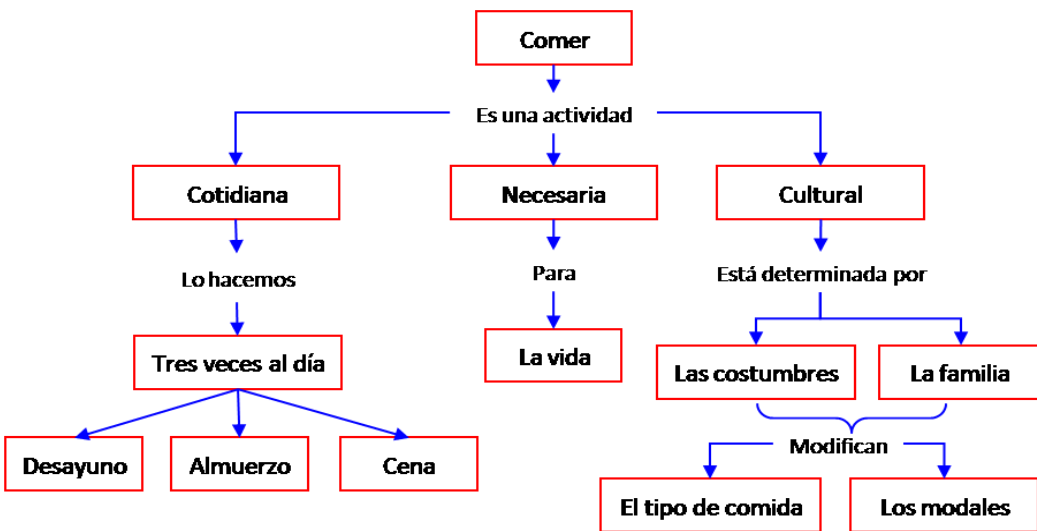 Comer
Es una actividad
Cotidiana
Necesaria
Cultural
Lo hacemos
Para
Está determinada por
Tres veces al día
La vida
Las costumbres
La familia
Desayuno
Almuerzo
Cena
Modifican
El tipo de comida
Los modales